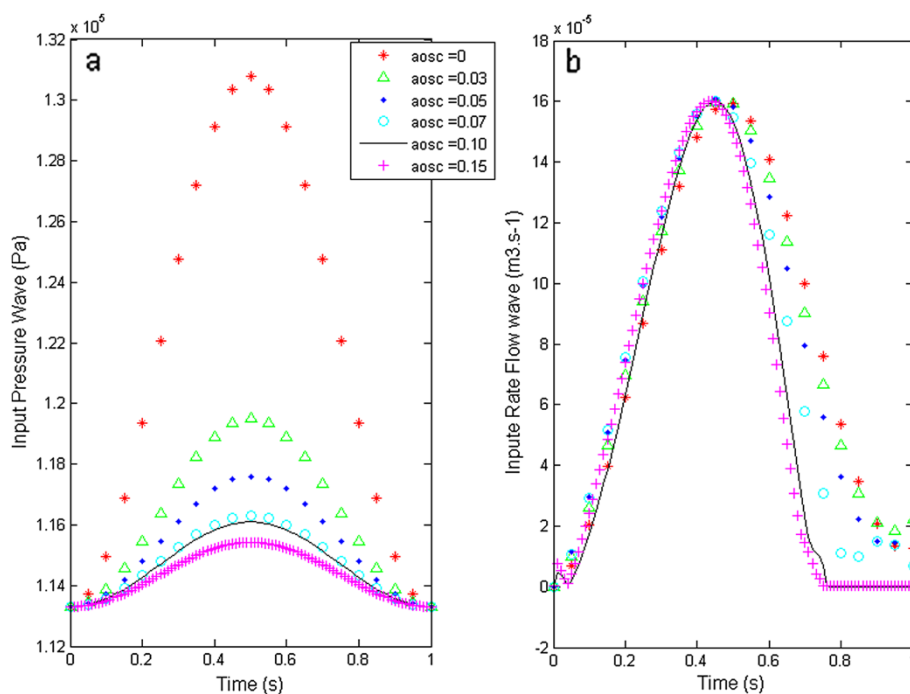 x 10^5
1.32
1.3
1.28
1.26
1.24
1.22
1.20
1.18
1.16
1.14
1.12
0 0.2 0.4 0.6 0.8 1
Input Pressure Wave (Pa)
Time (s)
a
aosc =0
aosc =0.03
aosc =0.05
aosc =0.07
aosc =0.10
aosc =0.15
x 10^-5
18
16
14
12
10
8
6
4
2
0
-2
0 0.2 0.4 0.6 0.8
Inpute Rate Flow wave (m3.s-1)
Time (s)
b